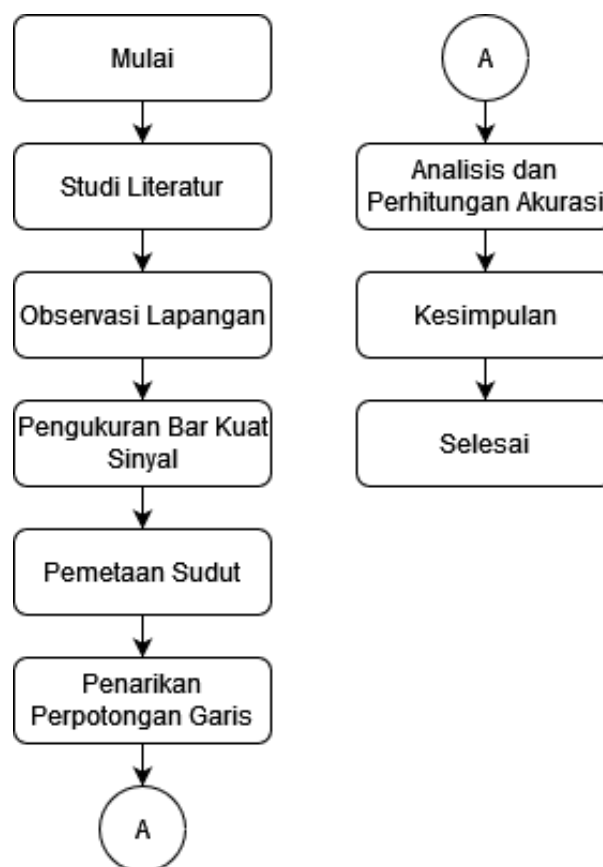 Mulai
Studi Literatur
Observasi Lapangan
Pengukuran Bar Kuat
Sinyal
Pemetaan Sudut
Penarikan
Perpotongan Garis
A
A
Analisis dan
Perhitungan Akurasi
Kesimpulan
Selesai